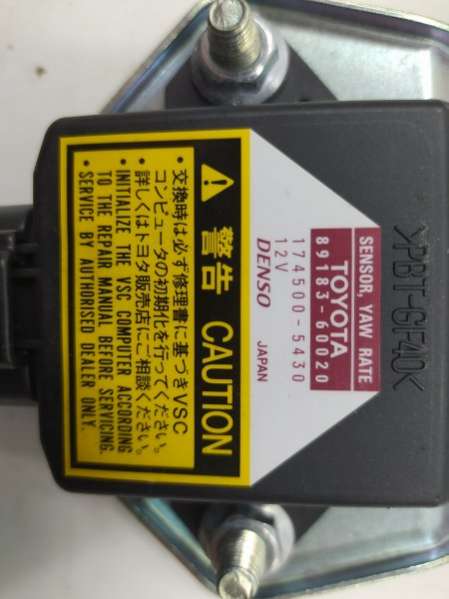 SENSOR, YAW RATE
TOYOTA
89183-60020
174500-5430
12V
DENSO JAPAN
警告 CAUTION
・交換時は必ず修理書に基づきVSC
コンピュータの初期化を行ってください。
・詳しくはトヨタ販売店にご相談ください。
・INITIALIZE THE VSC COMPUTER ACCORDING
TO THE REPAIR MANUAL BEFORE SERVICING.
・SERVICE BY AUTHORISED DEALER ONLY.
>PBT-GF40<